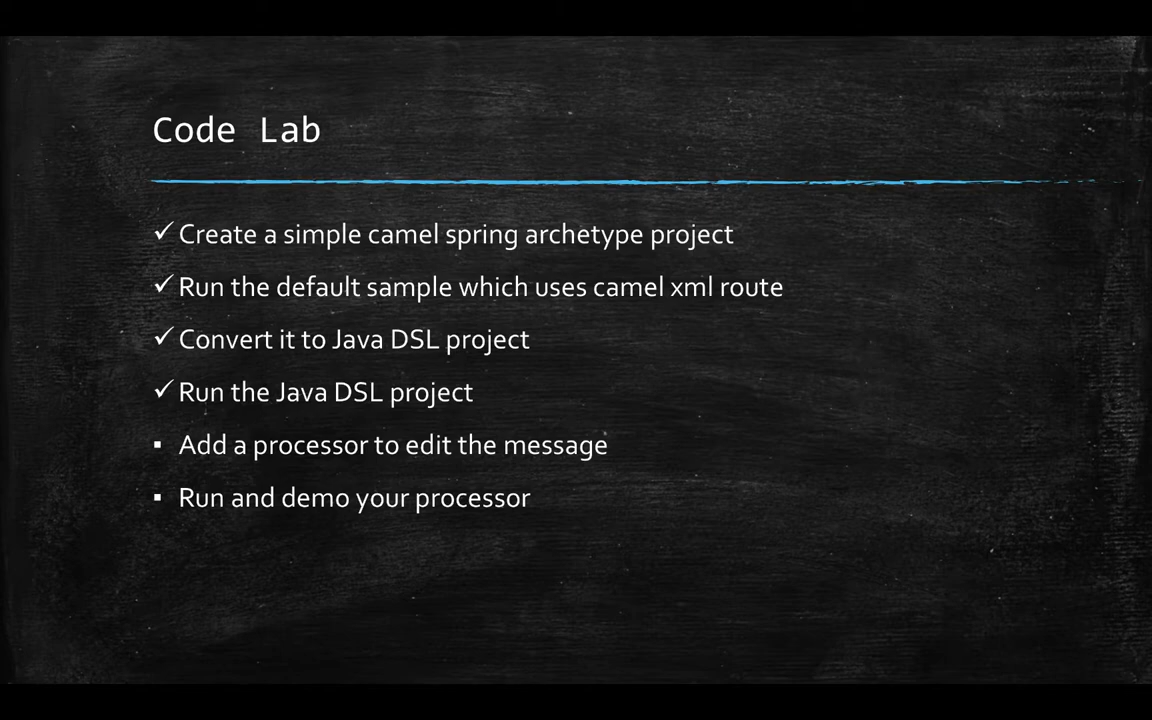 Code Lab
✓ Create a simple camel spring archetype project
✓ Run the default sample which uses camel xml route
✓ Convert it to Java DSL project
✓ Run the Java DSL project
▪ Add a processor to edit the message
▪ Run and demo your processor